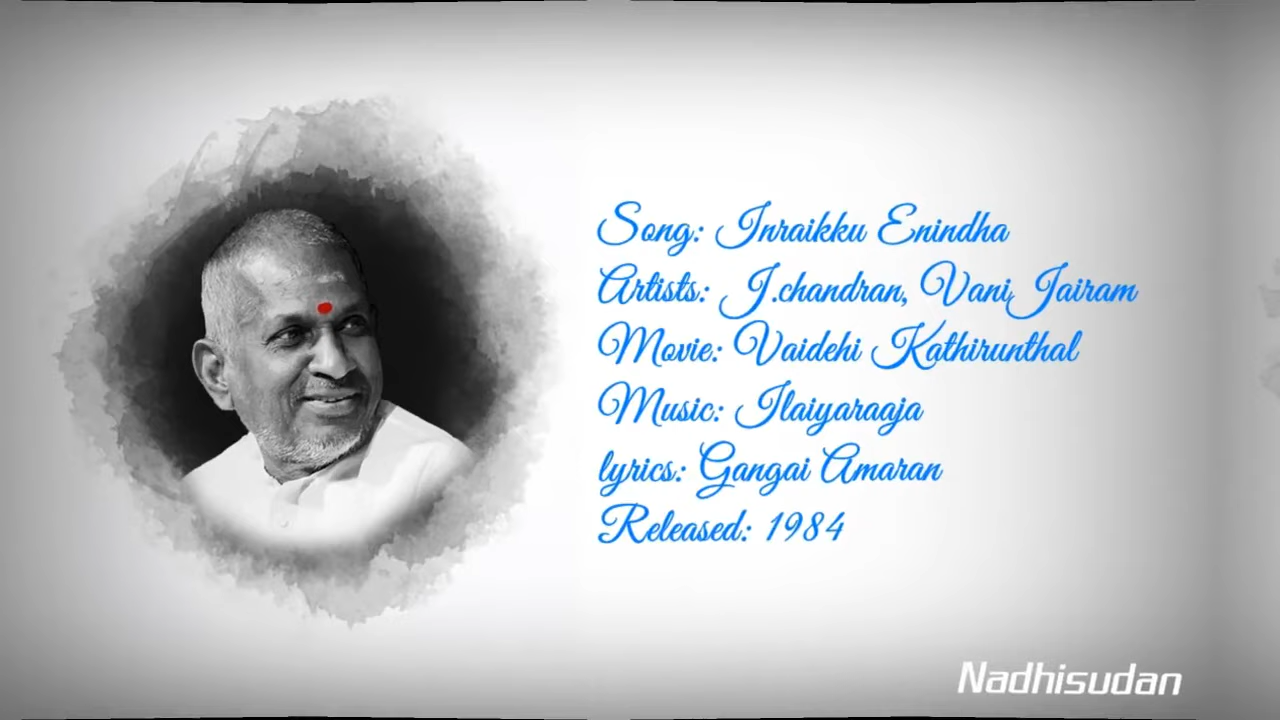 Song: Inraikku Enindha
Artists: J.chandran, Vani Jairam
Movie: Vaidehi Kathirunthal
Music: Ilaiyaraaja
lyrics: Gangai Amaran
Released: 1984
Nadhisudan